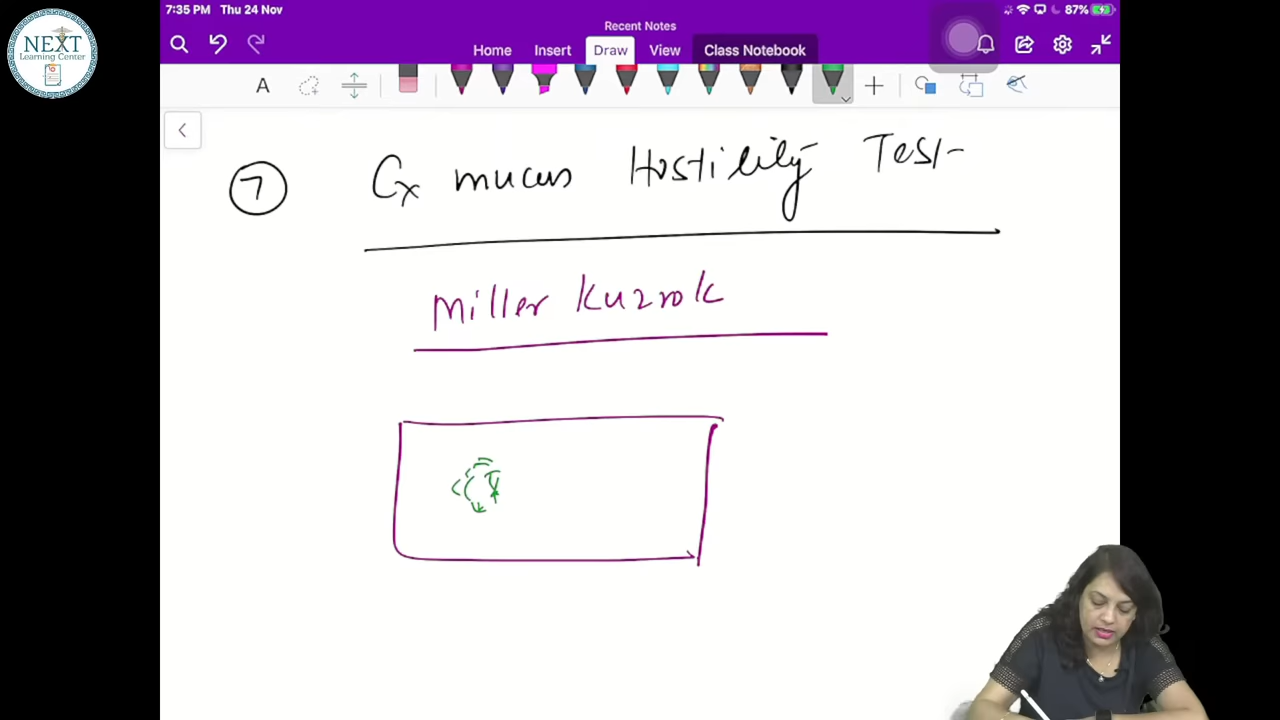 7:35 PM Thu 24 Nov
87%
NEXT
Learning Center
Recent Notes
Home Insert Draw View Class Notebook
A
7 Cx mucus Hostility Test
Miller Kuzrok